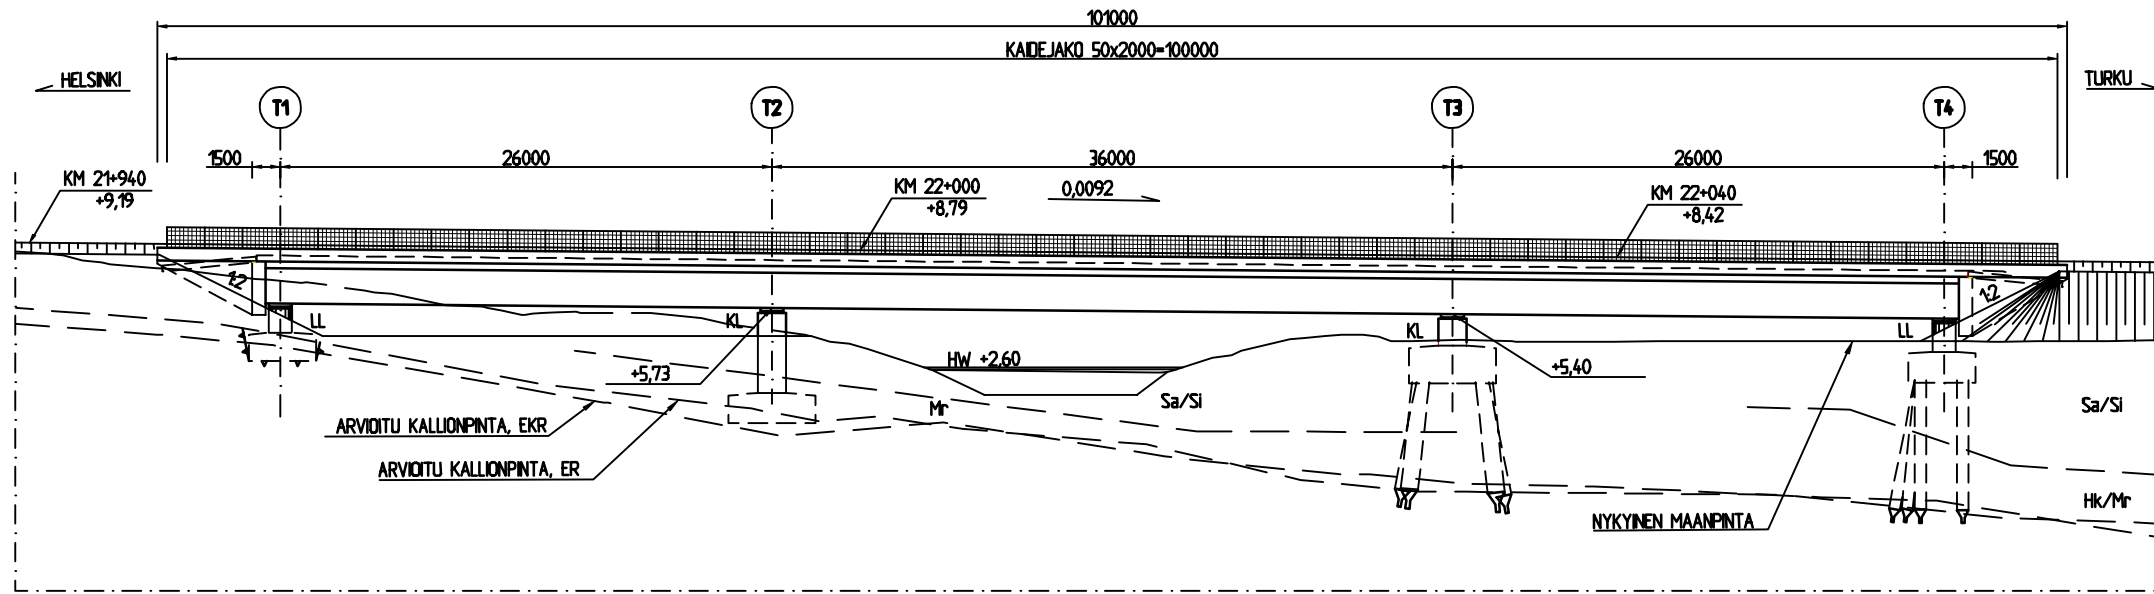 101000
KAIDEJAKO 50x2000=100000
HELSINKI
TURKU
T1
T2
T3
T4
1500
26000
36000
26000
1500
KM 21+940
+9,19
KM 22+000
+8,79
0,0092
KM 22+040
+8,42
1:2
1:2
LL
KL
KL
LL
HW +2,60
+5,73
+5,40
Mr
Sa/Si
Sa/Si
ARVIOITU KALLIONPINTA, EKR
ARVIOITU KALLIONPINTA, ER
Hk/Mr
NYKYINEN MAANPINTA